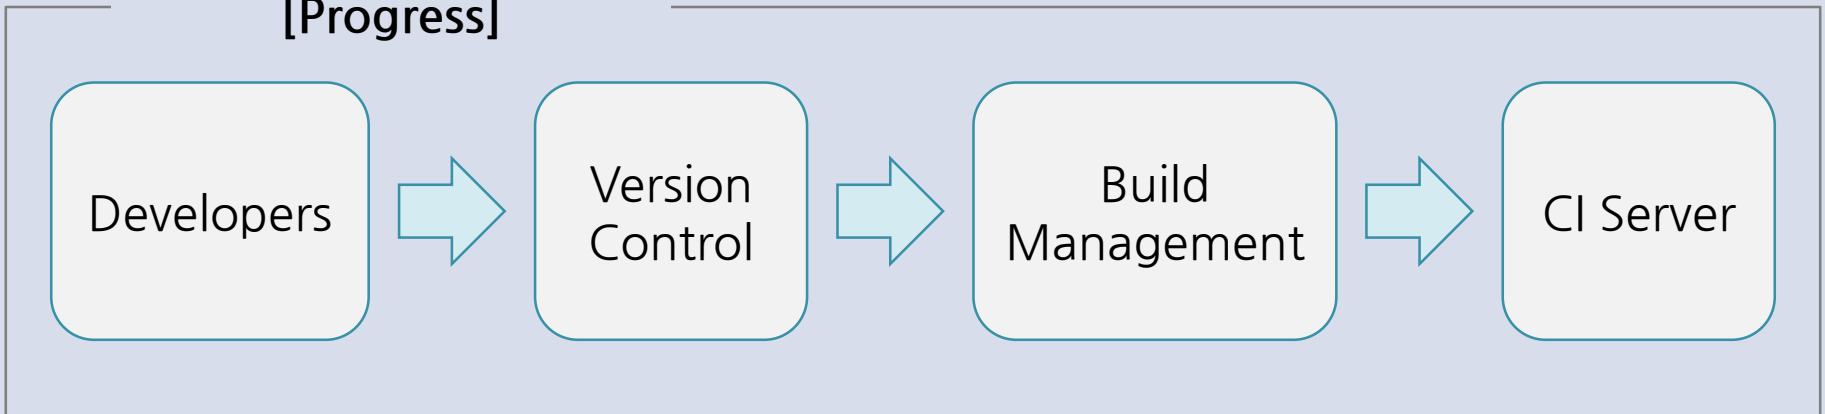 [Progress]
Developers
Version
Control
Build
Management
CI Server